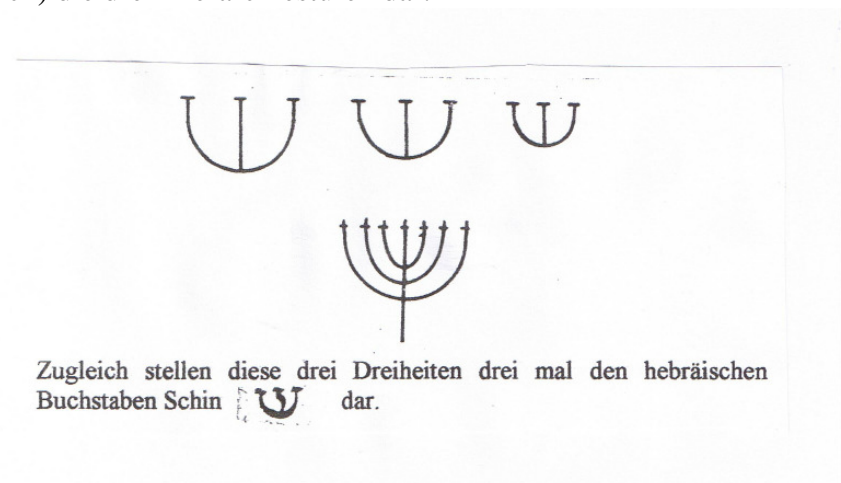 Zugleich stellen diese drei Dreiheiten drei mal den hebräischen
Buchstaben Schin ש dar.